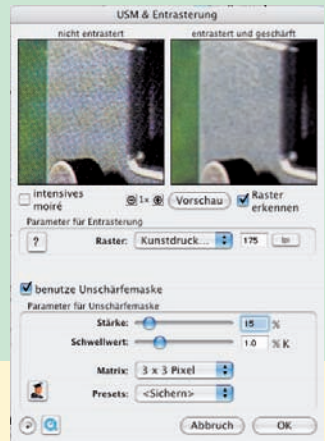 USM & Entrasterung
nicht entrastert entrastert und geschärft
intensives moiré 1x Vorschau Raster erkennen
Parameter für Entrasterung
? Raster: Kunstdruck... 175 lpi
benutze Unschärfemaske
Parameter für Unschärfemaske
Stärke: 15 %
Schwellwert: 1.0 % K
Matrix: 3 x 3 Pixel
Presets: <Sichern>
Abbruch OK